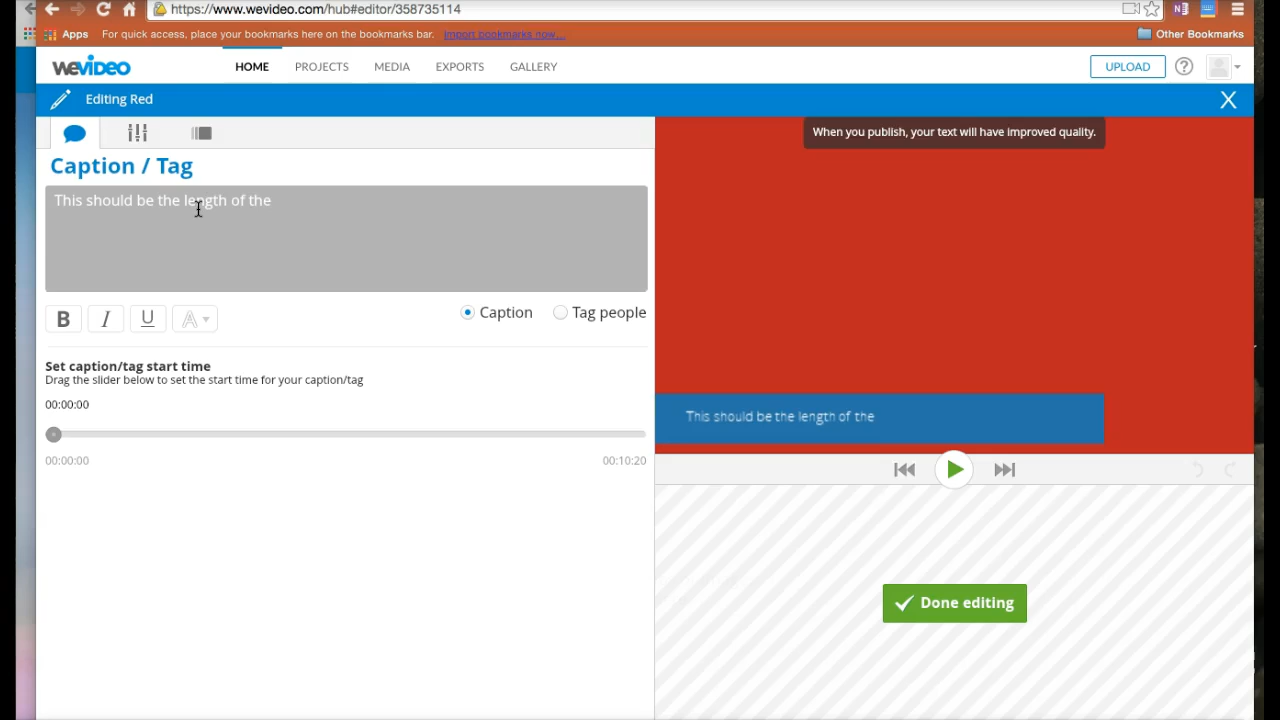 https://www.wevideo.com/hub#editor/358735114
Apps For quick access, place your bookmarks here on the bookmarks bar. Import bookmarks now... Other Bookmarks
WEVIDEO HOME PROJECTS MEDIA EXPORTS GALLERY UPLOAD ?
Editing Red X
When you publish, your text will have improved quality.
Caption / Tag
This should be the length of the
B I U A Caption Tag people
Set caption/tag start time
Drag the slider below to set the start time for your caption/tag
00:00:00
00:00:00 00:10:20
This should be the length of the
Done editing